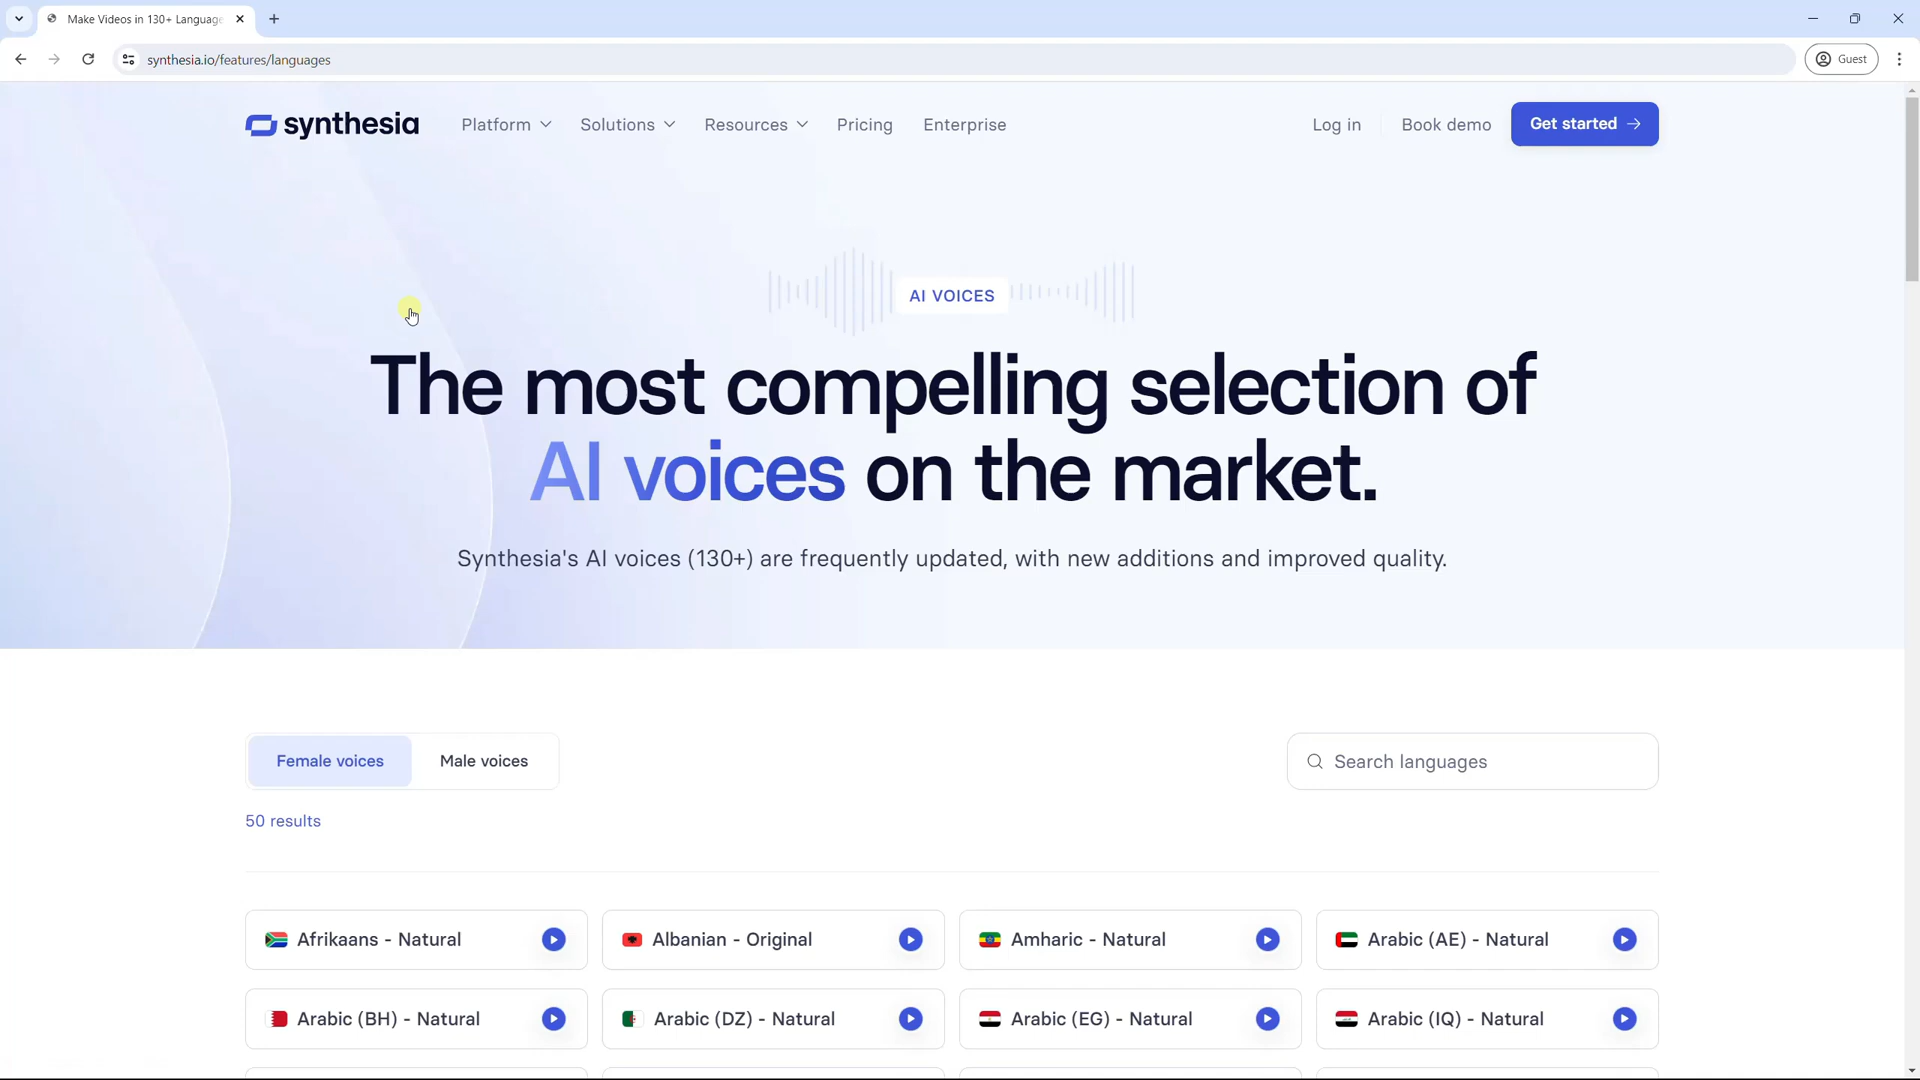 Make Videos in 130+ Language
synthesia.io/features/languages
Guest
synthesia
Platform
Solutions
Resources
Pricing
Enterprise
Log in
Book demo
Get started
AI VOICES
The most compelling selection of
AI voices on the market.
Synthesia's AI voices (130+) are frequently updated, with new additions and improved quality.
Female voices
Male voices
Search languages
50 results
Afrikaans - Natural
Albanian - Original
Amharic - Natural
Arabic (AE) - Natural
Arabic (BH) - Natural
Arabic (DZ) - Natural
Arabic (EG) - Natural
Arabic (IQ) - Natural